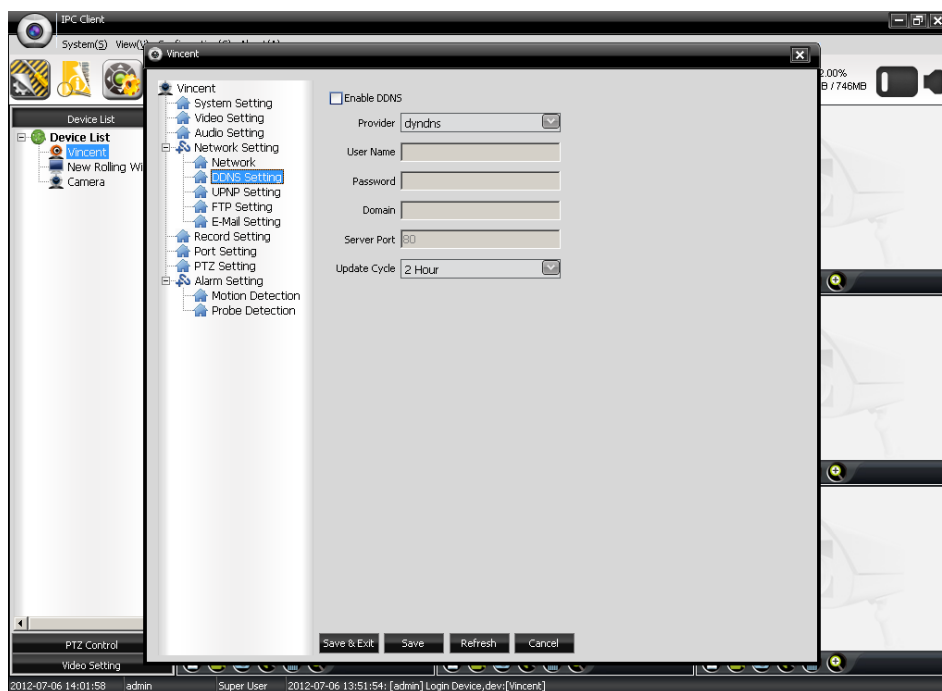 IPC Client
System(S) View(V)
Vincent
2.00%
B / 746MB
Device List
Device List
Vincent
New Rolling Wi
Camera
Vincent
System Setting
Video Setting
Audio Setting
Network Setting
Network
DDNS Setting
UPNP Setting
FTP Setting
E-Mail Setting
Record Setting
Port Setting
PTZ Setting
Alarm Setting
Motion Detection
Probe Detection
Enable DDNS
Provider dyndns
User Name
Password
Domain
Server Port 80
Update Cycle 2 Hour
Save & Exit Save Refresh Cancel
PTZ Control
Video Setting
2012-07-06 14:01:58 admin Super User 2012-07-06 13:51:54: [admin] Login Device,dev:[Vincent]